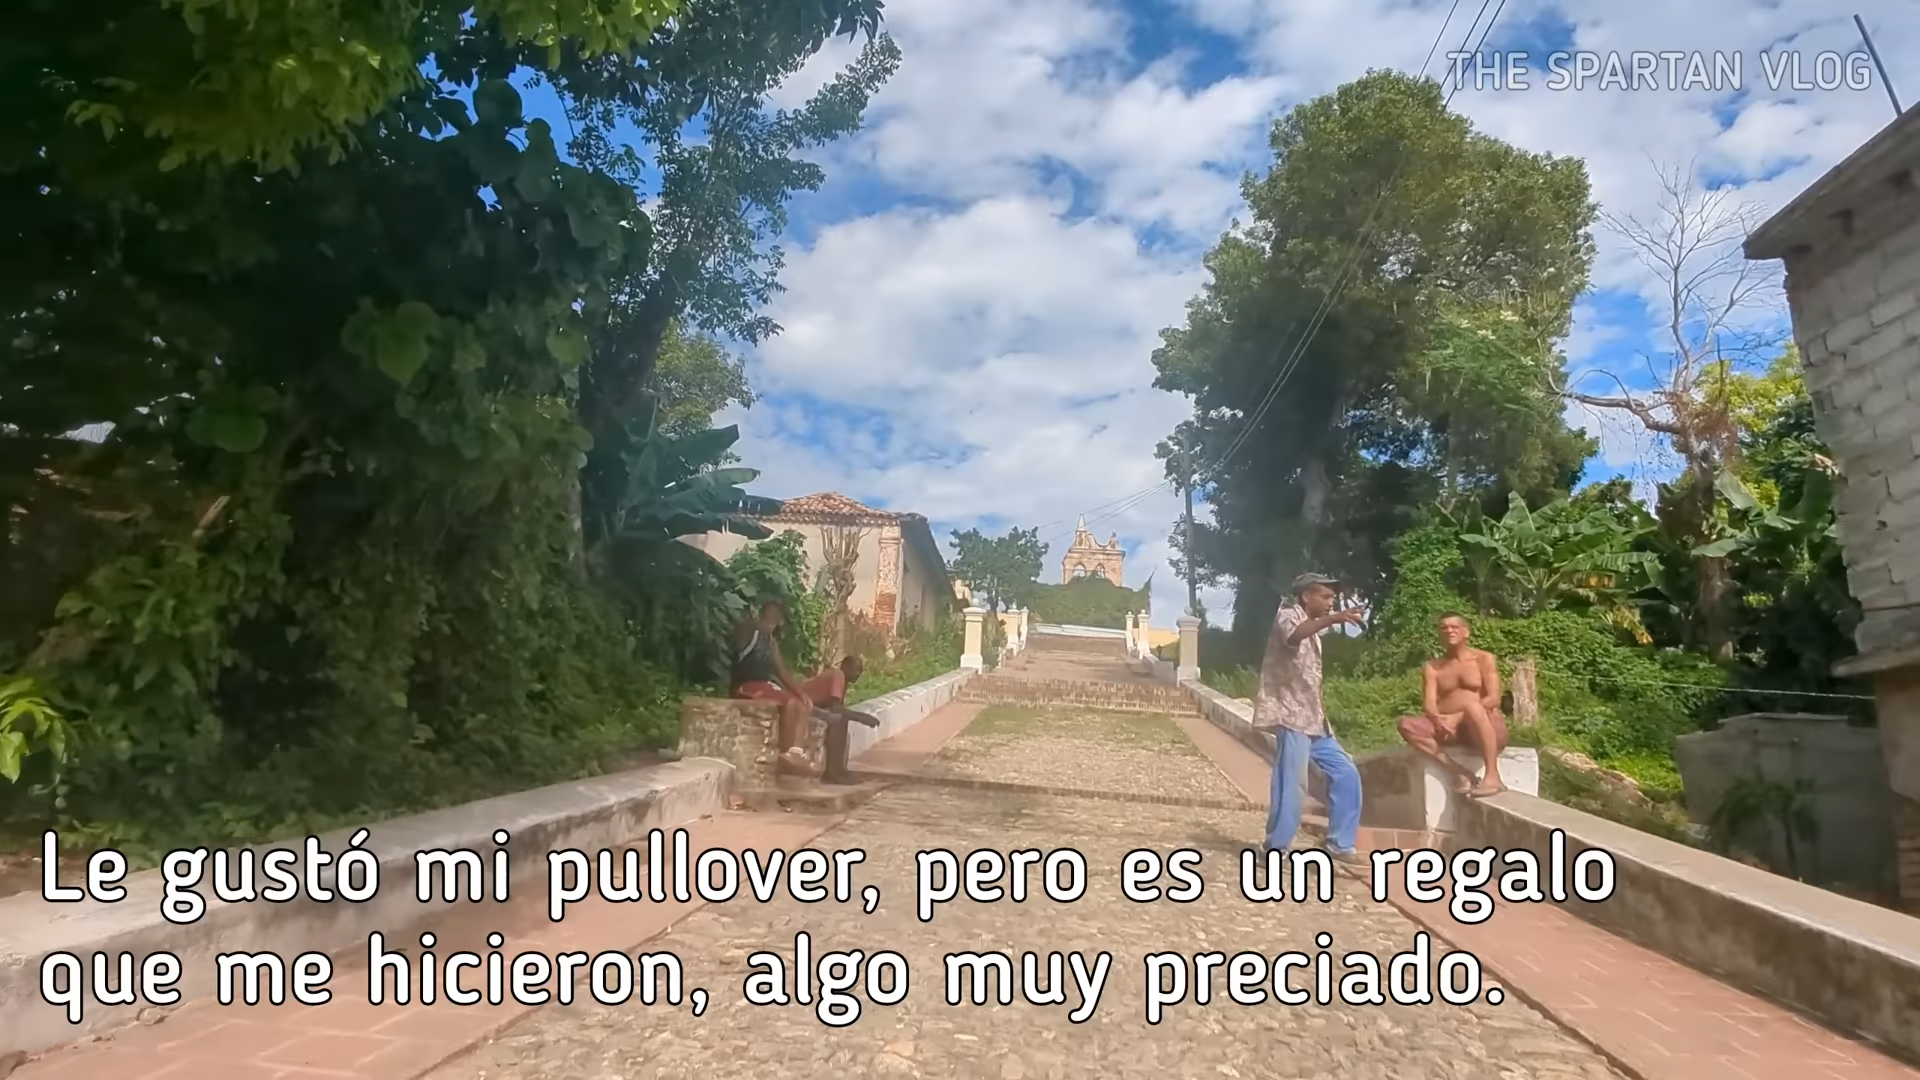 THE SPARTAN VLOG
Le gustó mi pullover, pero es un regalo
que me hicieron, algo muy preciado.